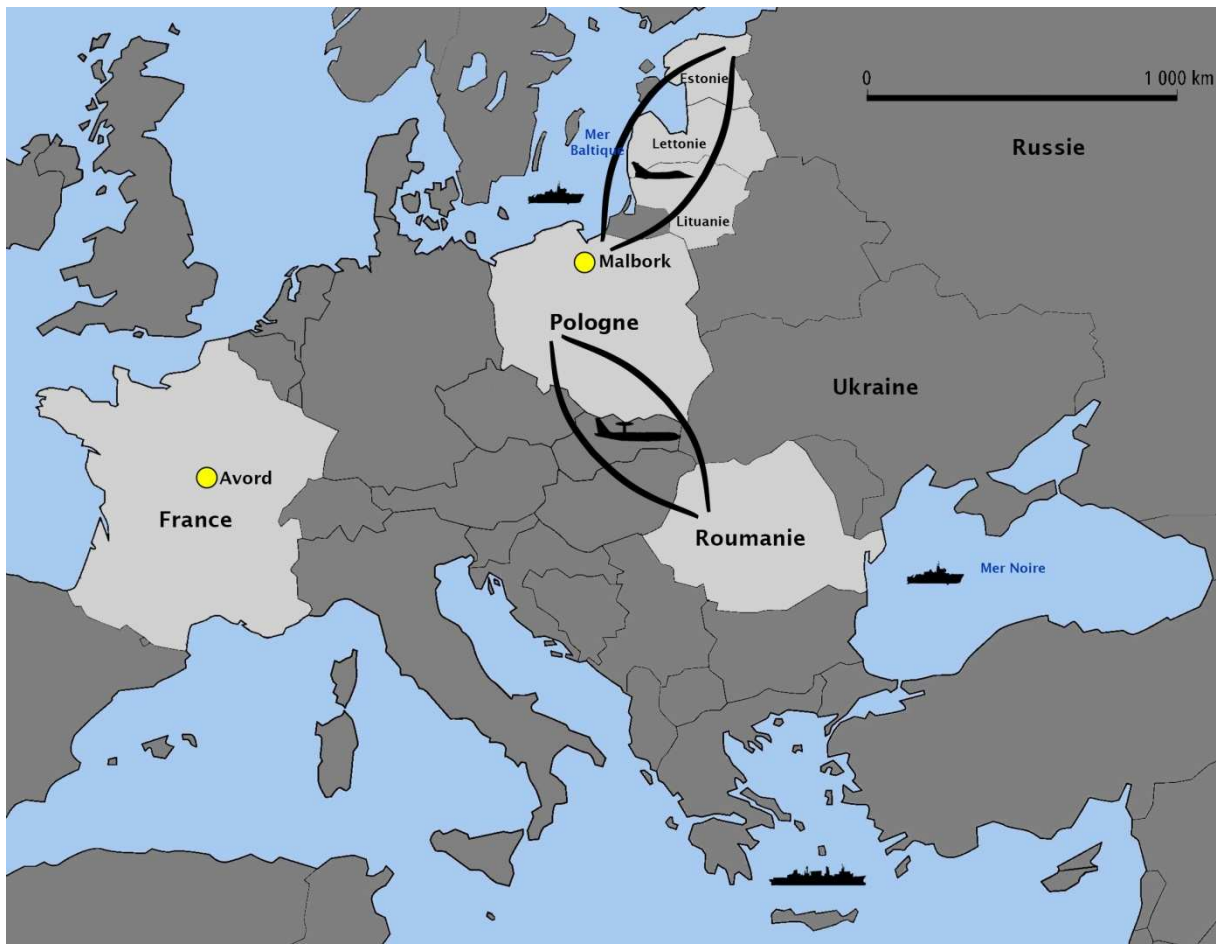 0 1 000 km
Estonie
Mer
Baltique
Lettonie
Russie
Lituanie
Malbork
Pologne
Ukraine
Avord
France
Roumanie
Mer Noire